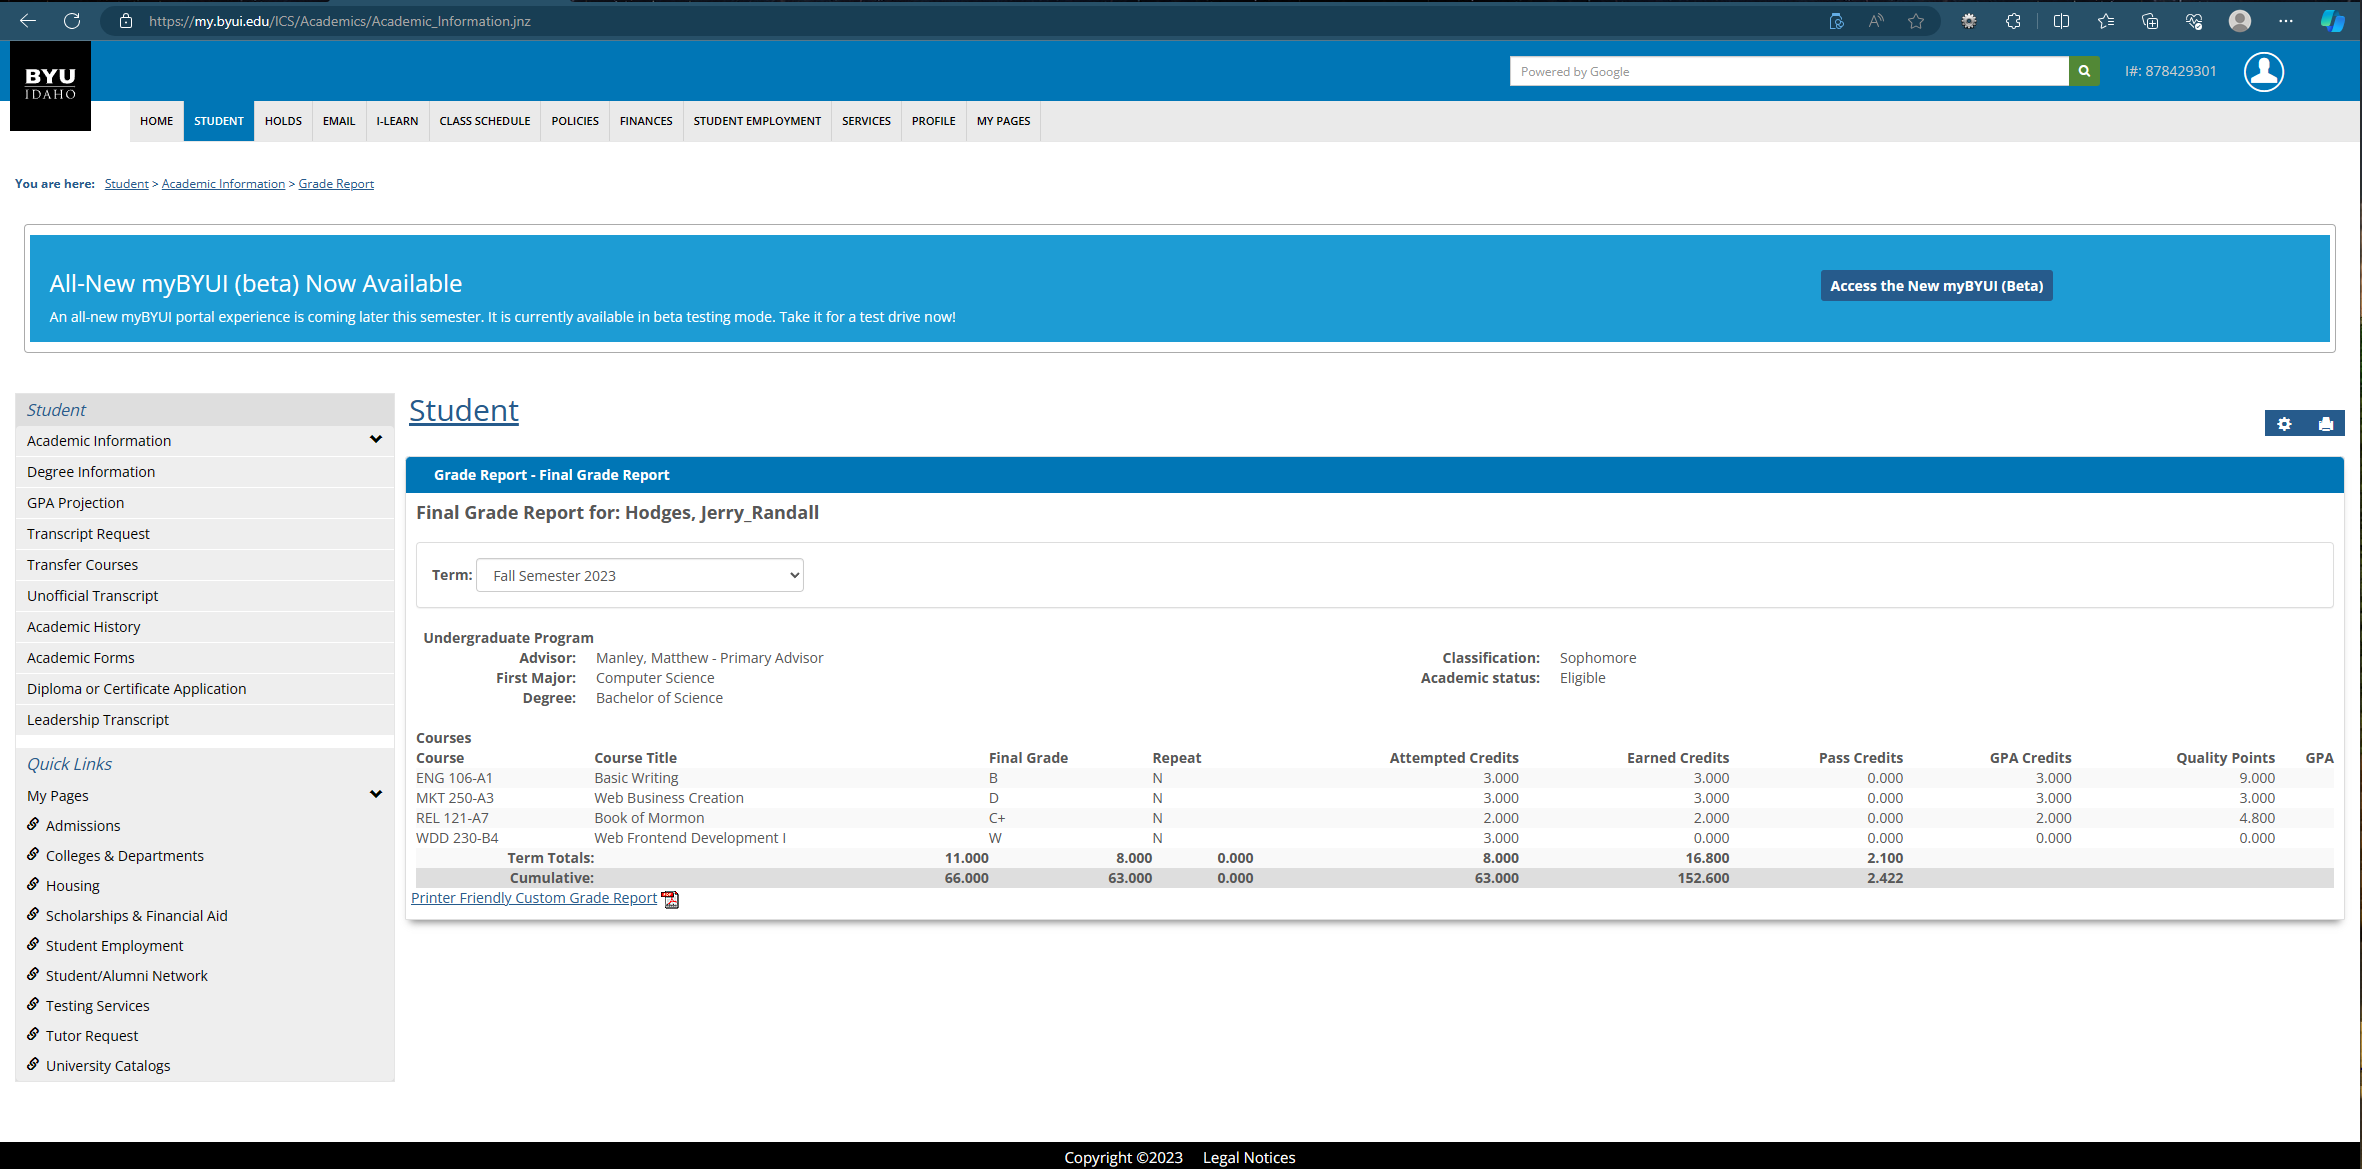 https://my.byui.edu/ICS/Academics/Academic_Information.jnz
BYU
IDAHO
Powered by Google
I#: 878429301
HOME STUDENT HOLDS EMAIL I-LEARN CLASS SCHEDULE POLICIES FINANCES STUDENT EMPLOYMENT SERVICES PROFILE MY PAGES
You are here: Student > Academic Information > Grade Report
All-New myBYUI (beta) Now Available
An all-new myBYUI portal experience is coming later this semester. It is currently available in beta testing mode. Take it for a test drive now!
Access the New myBYUI (Beta)
Student
Academic Information
Degree Information
GPA Projection
Transcript Request
Transfer Courses
Unofficial Transcript
Academic History
Academic Forms
Diploma or Certificate Application
Leadership Transcript
Quick Links
My Pages
Admissions
Colleges & Departments
Housing
Scholarships & Financial Aid
Student Employment
Student/Alumni Network
Testing Services
Tutor Request
University Catalogs
Student
Grade Report - Final Grade Report
Final Grade Report for: Hodges, Jerry_Randall
Term: Fall Semester 2023
Undergraduate Program
Advisor: Manley, Matthew - Primary Advisor
First Major: Computer Science
Degree: Bachelor of Science
Classification: Sophomore
Academic status: Eligible
Courses
Course Course Title Final Grade Repeat Attempted Credits Earned Credits Pass Credits GPA Credits Quality Points GPA
ENG 106-A1 Basic Writing B N 3.000 3.000 0.000 3.000 9.000
MKT 250-A3 Web Business Creation D N 3.000 3.000 0.000 3.000 3.000
REL 121-A7 Book of Mormon C+ N 2.000 2.000 0.000 2.000 4.800
WDD 230-B4 Web Frontend Development I W N 3.000 0.000 0.000 0.000 0.000
Term Totals: 11.000 8.000 0.000 8.000 16.800 2.100
Cumulative: 66.000 63.000 0.000 63.000 152.600 2.422
Printer Friendly Custom Grade Report
Copyright ©2023 Legal Notices